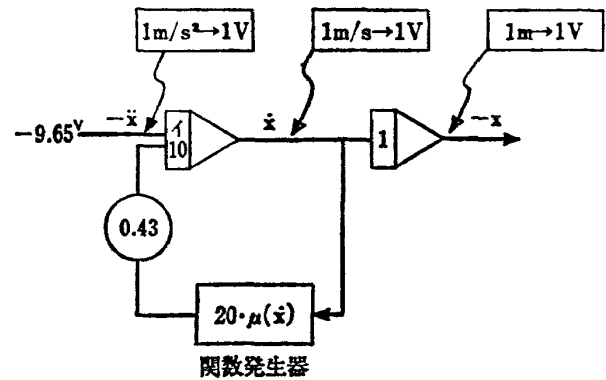 1m/s²→1V
1m/s→1V
1m→1V
−9.65ᵛ
−ẍ
イ
10
ẋ
1
−x
0.43
20・μ(ẋ)
関数発生器